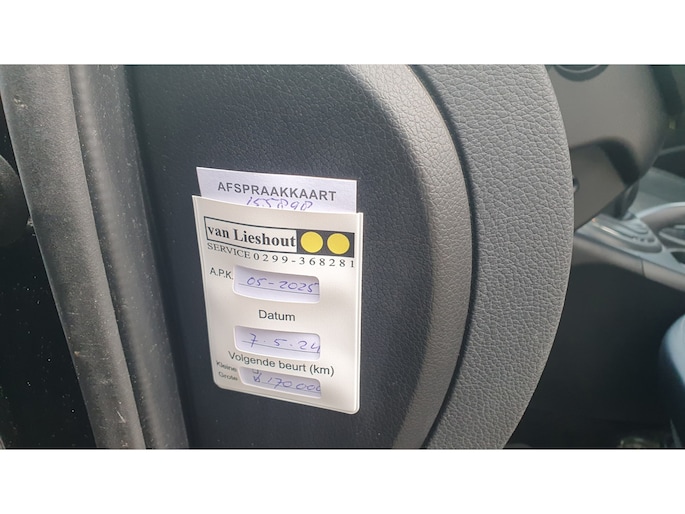 AFSPRAAKKAART
van Lieshout
SERVICE 0299-368281
A.P.K. 05-2025
Datum
7.5.24
Volgende beurt (km)
Kleine
Grote 170.000